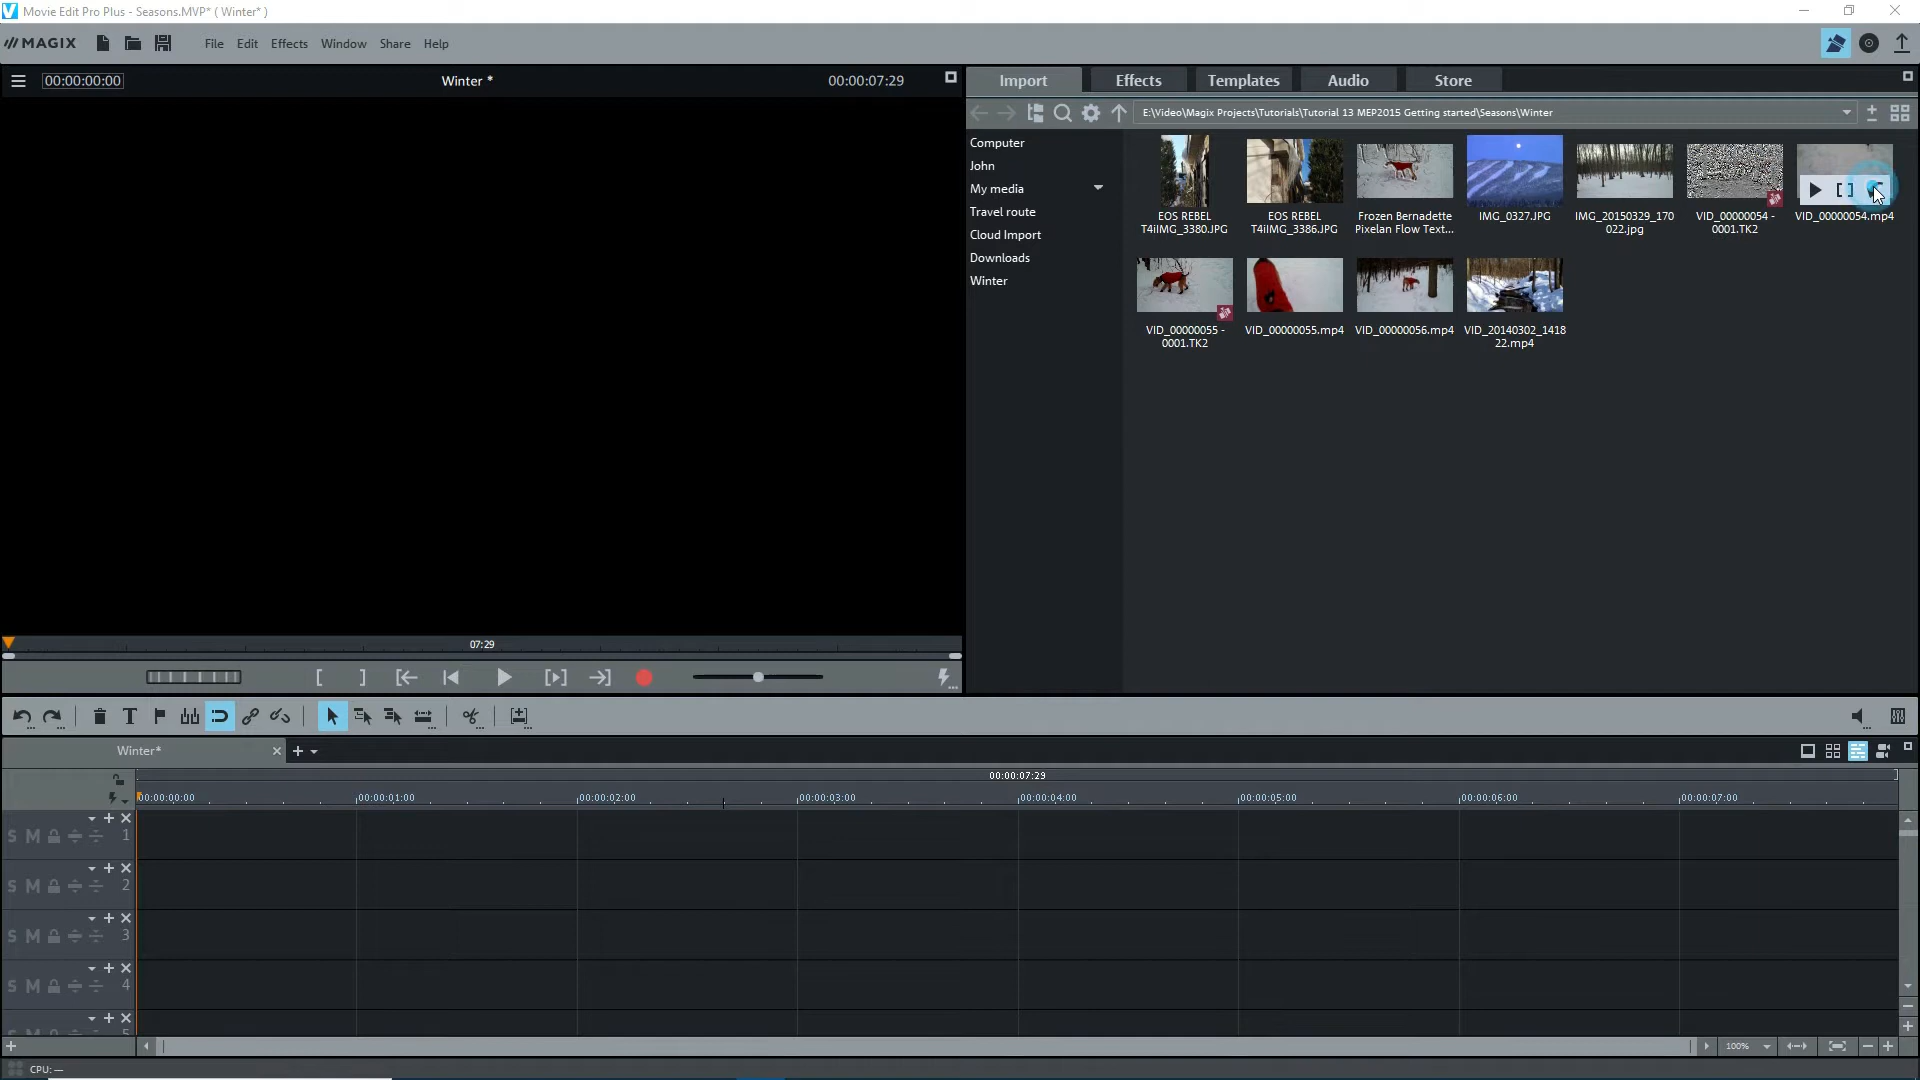 Movie Edit Pro Plus - Seasons.MVP* ( Winter* )
MAGIX File Edit Effects Window Share Help
00:00:00:00 Winter * 00:00:07:29
Import Effects Templates Audio Store
E:\Video\Magix Projects\Tutorials\Tutorial 13 MEP2015 Getting started\Seasons\Winter
Computer
John
My media
Travel route
Cloud Import
Downloads
Winter
EOS REBEL
T4iIMG_3380.JPG
EOS REBEL
T4iIMG_3386.JPG
Frozen Bernadette
Pixelan Flow Text...
IMG_0327.JPG
IMG_20150329_170
022.jpg
VID_00000054 -
0001.TK2
VID_00000054.mp4
VID_00000055 -
0001.TK2
VID_00000055.mp4
VID_00000056.mp4
VID_20140302_1418
22.mp4
07:29
Winter*
00:00:07:29
00:00:00:00 00:00:01:00 00:00:02:00 00:00:03:00 00:00:04:00 00:00:05:00 00:00:06:00 00:00:07:00
S M 1
S M 2
S M 3
S M 4
S M 5
100%
CPU: —